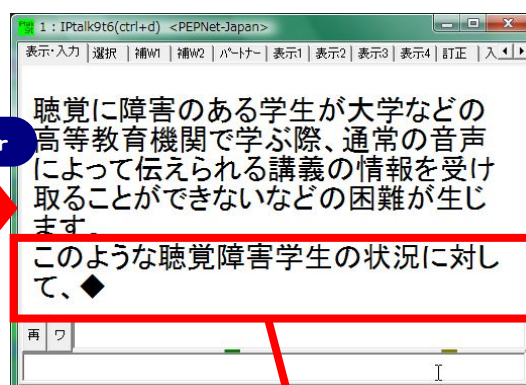 1 : IPtalk9t6(ctrl+d) <PEPNet-Japan>
表示・入力 選択 補W1 補W2 パートナー 表示1 表示2 表示3 表示4 訂正 入
聴覚に障害のある学生が大学などの
高等教育機関で学ぶ際、通常の音声
によって伝えられる講義の情報を受け
取ることができないなどの困難が生じ
ます。
このような聴覚障害学生の状況に対し
て、◆
再 ワ